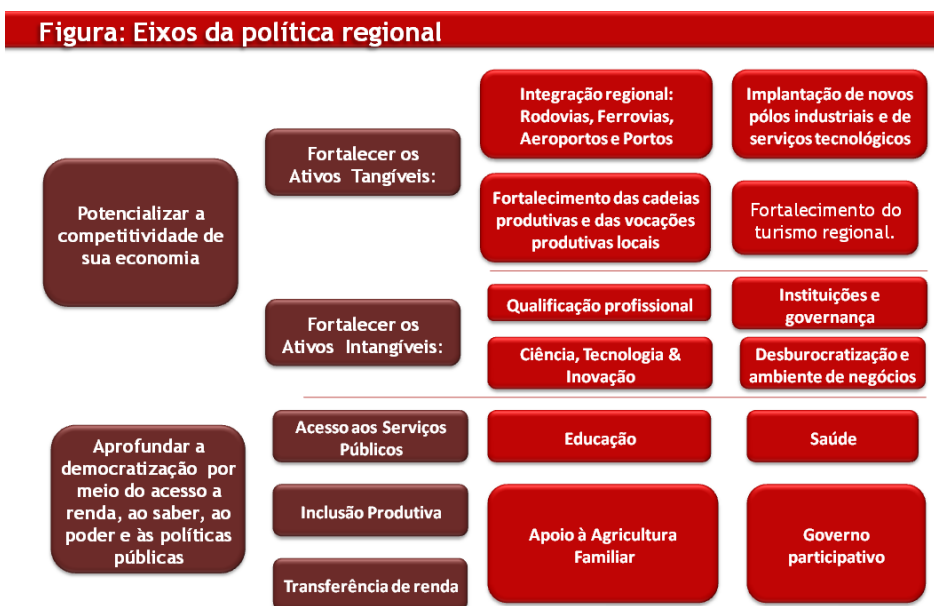 Figura: Eixos da política regional
Potencializar a
competitividade de
sua economia
Fortalecer os
Ativos Tangíveis:
Integração regional:
Rodovias, Ferrovias,
Aeroportos e Portos
Implantação de novos
pólos industriais e de
serviços tecnológicos
Fortalecimento das cadeias
produtivas e das vocações
produtivas locais
Fortalecimento do
turismo regional.
Fortalecer os
Ativos Intangíveis:
Qualificação profissional
Instituições e
governança
Ciência, Tecnologia &
Inovação
Desburocratização e
ambiente de negócios
Aprofundar a
democratização por
meio do acesso a
renda, ao saber, ao
poder e às políticas
públicas
Acesso aos Serviços
Públicos
Educação
Saúde
Inclusão Produtiva
Apoio à Agricultura
Familiar
Governo
participativo
Transferência de renda